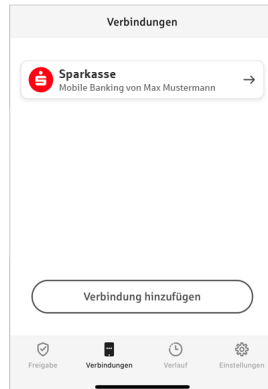 Verbindungen
Sparkasse
Mobile Banking von Max Mustermann
Verbindung hinzufügen
Freigabe
Verbindungen
Verlauf
Einstellungen